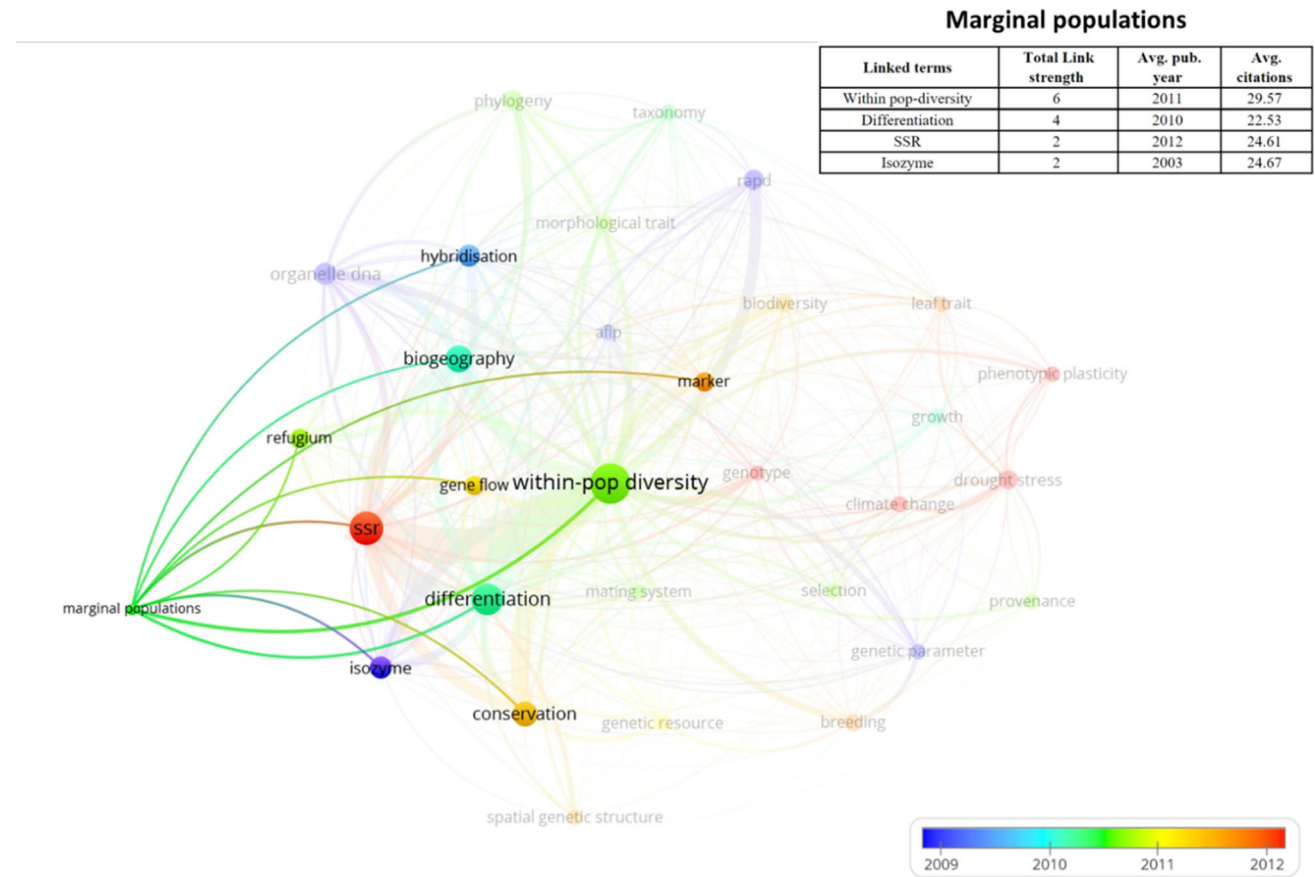 Marginal populations
Linked terms Total Link strength Avg. pub. year Avg. citations
Within pop-diversity 6 2011 29.57
Differentiation 4 2010 22.53
SSR 2 2012 24.61
Isozyme 2 2003 24.67
phylogeny
taxonomy
rapd
morphological trait
hybridisation
organelle dna
biodiversity
leaf trait
aflp
biogeography
phenotypic plasticity
marker
growth
refugium
genotype
drought stress
gene flow
within-pop diversity
climate change
ssr
mating system
selection
differentiation
provenance
marginal populations
genetic parameter
isozyme
conservation
genetic resource
breeding
spatial genetic structure
2009 2010 2011 2012